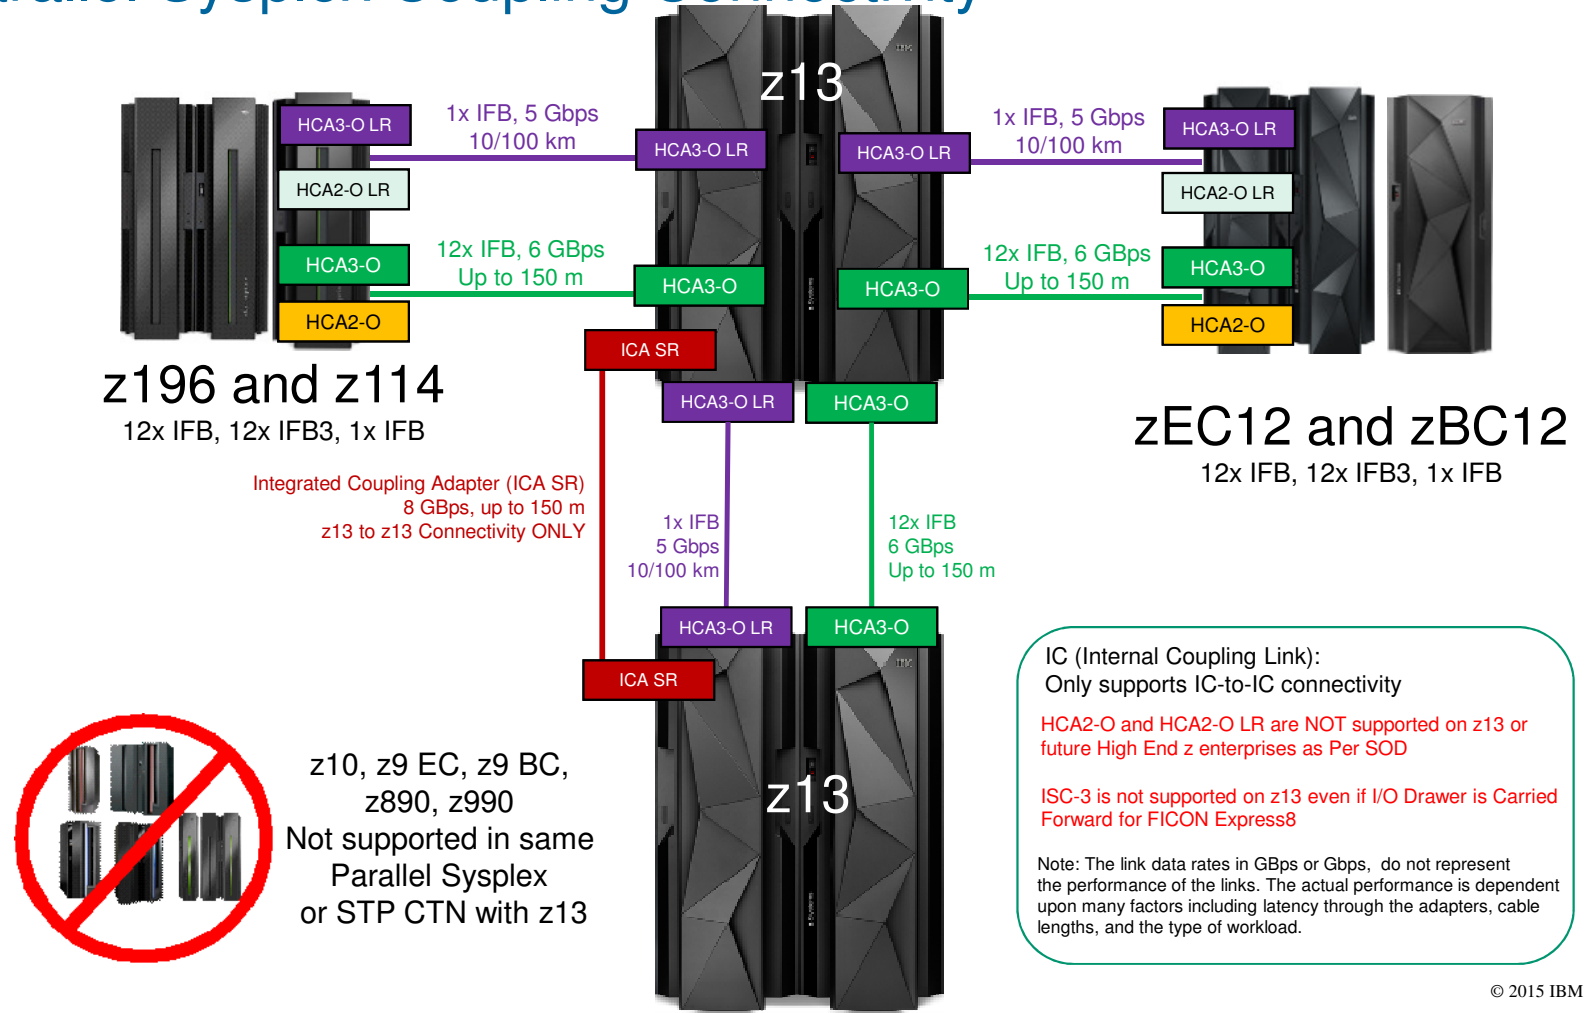 Parallel Sysplex Coupling Connectivity
z13
IBM
HCA3-O LR
1x IFB, 5 Gbps
10/100 km
HCA3-O LR
HCA3-O LR
1x IFB, 5 Gbps
10/100 km
HCA3-O LR
HCA2-O LR
HCA2-O LR
HCA3-O
12x IFB, 6 GBps
Up to 150 m
HCA3-O
HCA3-O
12x IFB, 6 GBps
Up to 150 m
HCA3-O
HCA2-O
HCA2-O
ICA SR
z196 and z114
12x IFB, 12x IFB3, 1x IFB
HCA3-O LR
HCA3-O
zEC12 and zBC12
12x IFB, 12x IFB3, 1x IFB
Integrated Coupling Adapter (ICA SR)
8 GBps, up to 150 m
z13 to z13 Connectivity ONLY
1x IFB
5 Gbps
10/100 km
12x IFB
6 GBps
Up to 150 m
HCA3-O LR
HCA3-O
ICA SR
IBM
z13
z10, z9 EC, z9 BC,
z890, z990
Not supported in same
Parallel Sysplex
or STP CTN with z13
IC (Internal Coupling Link):
Only supports IC-to-IC connectivity
HCA2-O and HCA2-O LR are NOT supported on z13 or
future High End z enterprises as Per SOD
ISC-3 is not supported on z13 even if I/O Drawer is Carried
Forward for FICON Express8
Note: The link data rates in GBps or Gbps, do not represent
the performance of the links. The actual performance is dependent
upon many factors including latency through the adapters, cable
lengths, and the type of workload.
© 2015 IBM